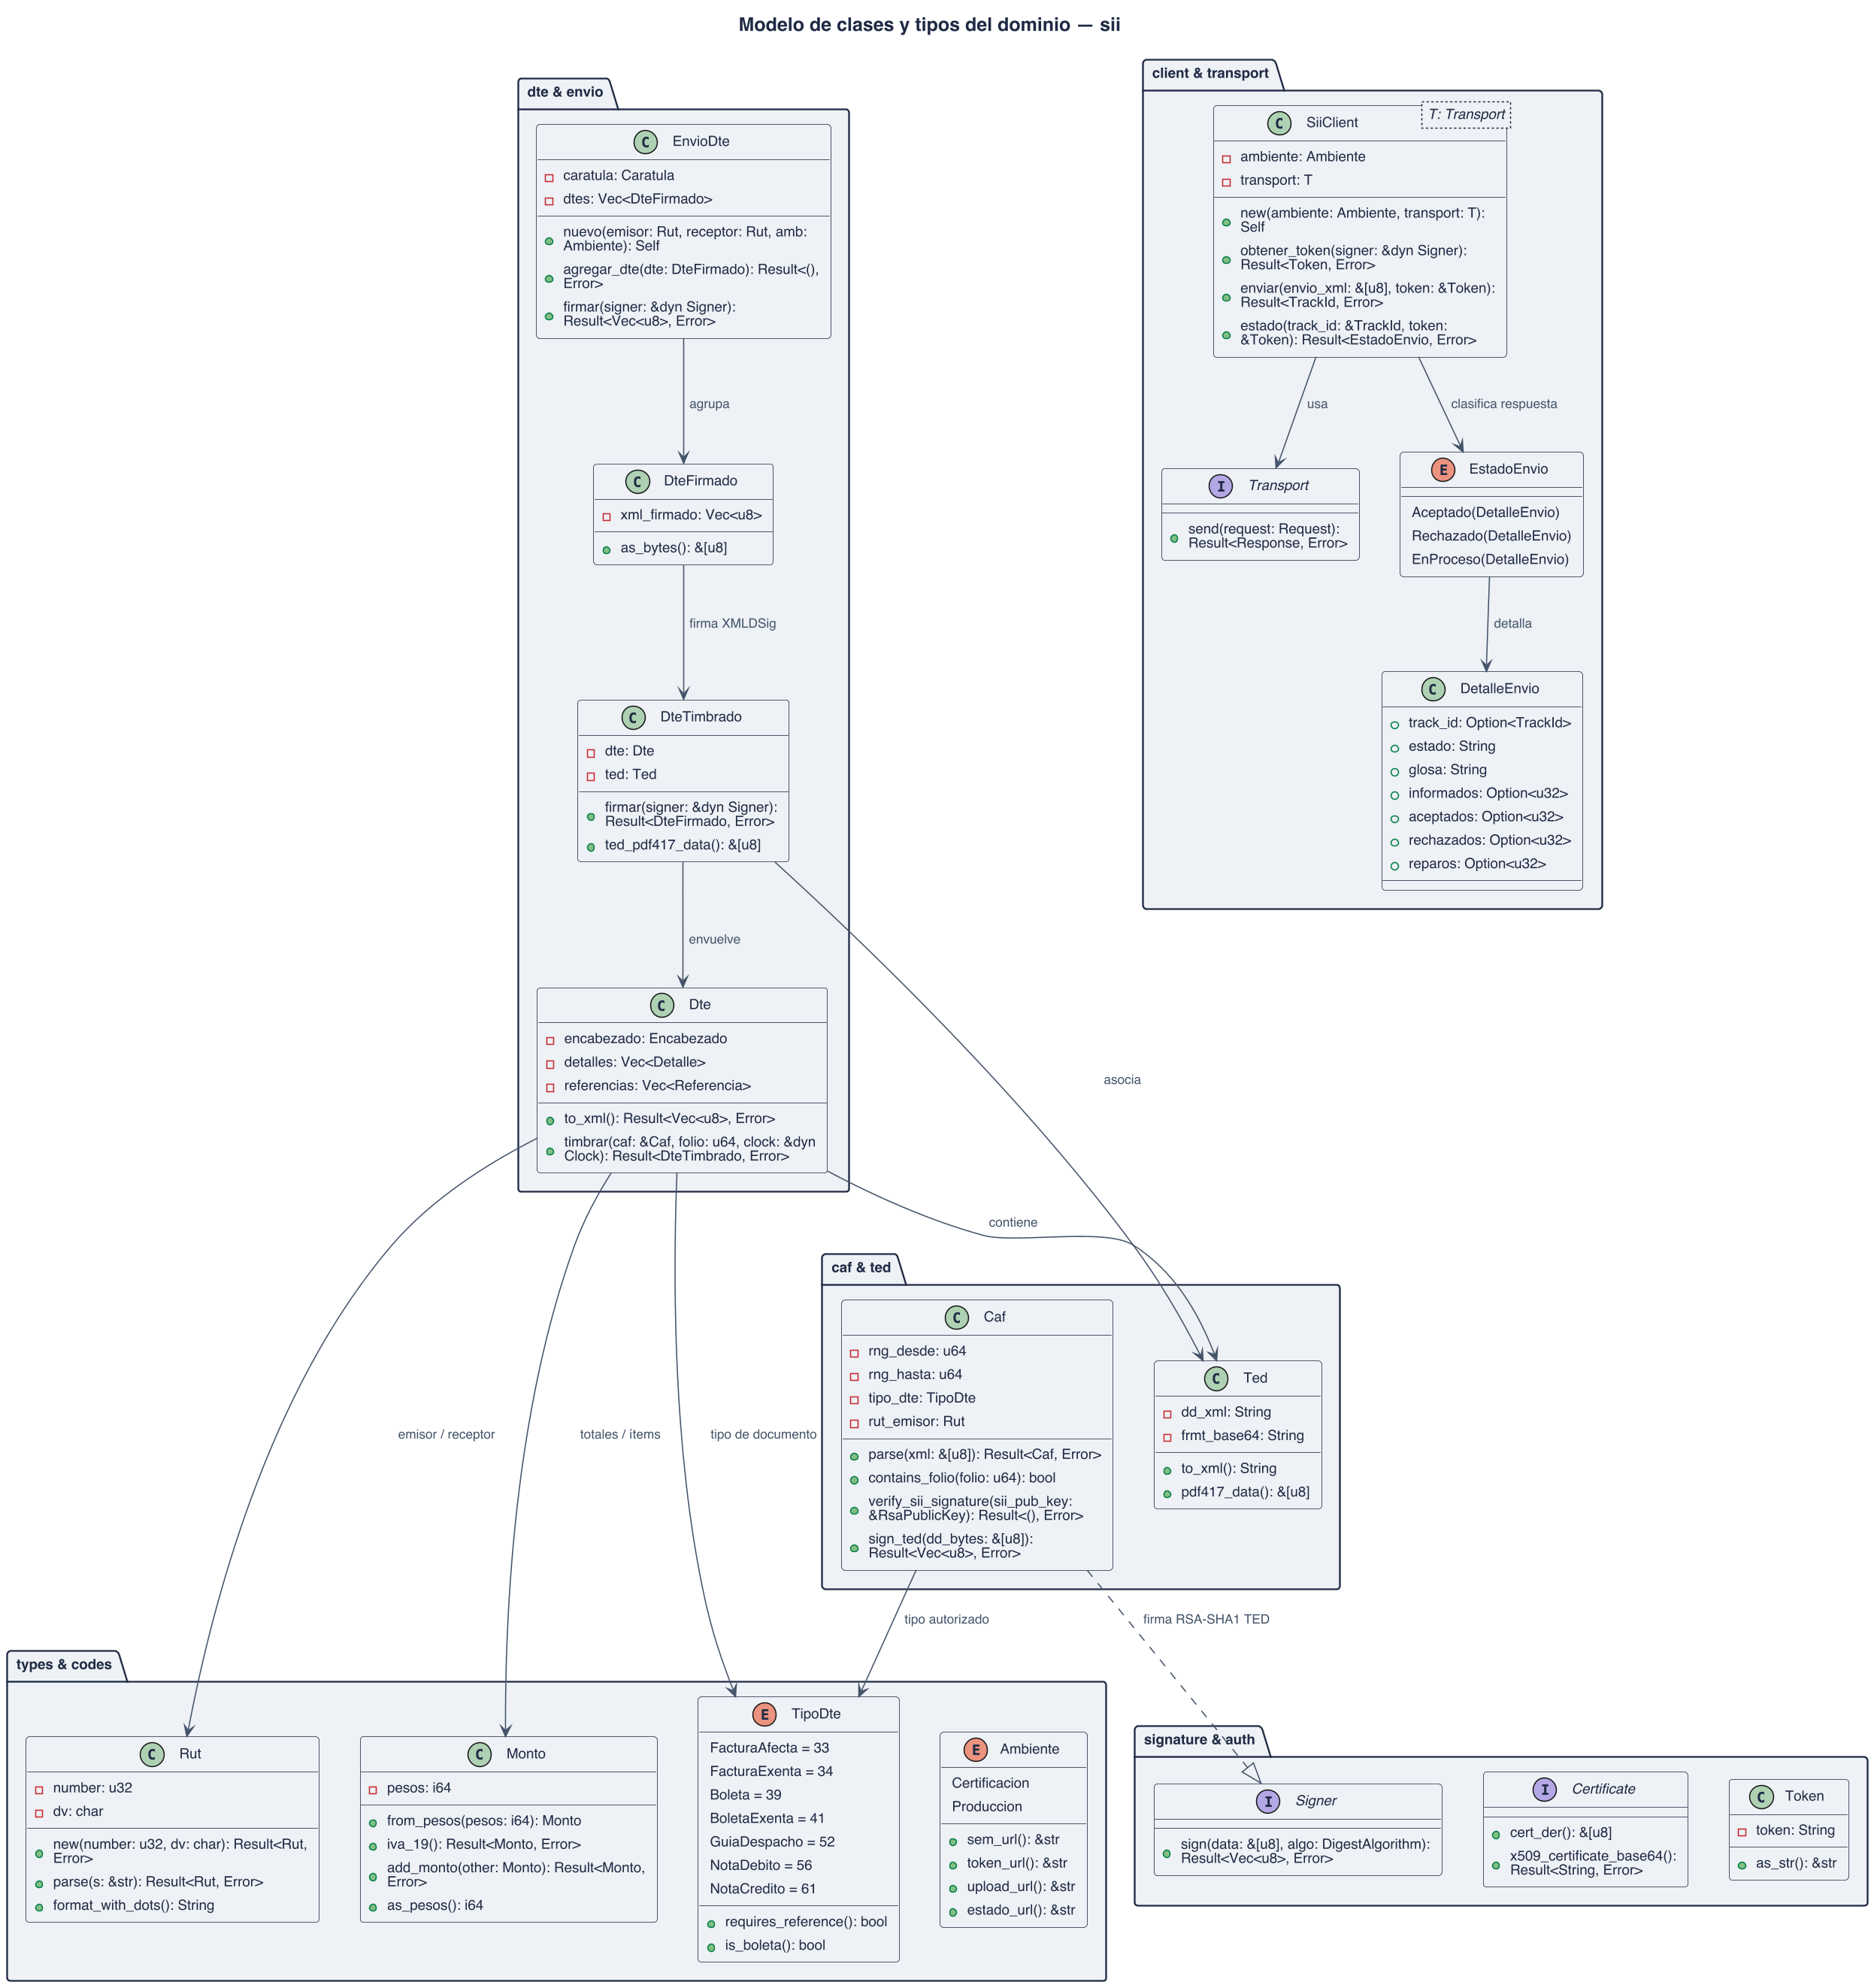 Modelo de clases y tipos del dominio — sii
dte & envio
C EnvioDte
caratula: Caratula
dtes: Vec<DteFirmado>
nuevo(emisor: Rut, receptor: Rut, amb:
Ambiente): Self
agregar_dte(dte: DteFirmado): Result<(),
Error>
firmar(signer: &dyn Signer):
Result<Vec<u8>, Error>
agrupa
C DteFirmado
xml_firmado: Vec<u8>
as_bytes(): &[u8]
firma XMLDSig
C DteTimbrado
dte: Dte
ted: Ted
firmar(signer: &dyn Signer):
Result<DteFirmado, Error>
ted_pdf417_data(): &[u8]
envuelve
C Dte
encabezado: Encabezado
detalles: Vec<Detalle>
referencias: Vec<Referencia>
to_xml(): Result<Vec<u8>, Error>
timbrar(caf: &Caf, folio: u64, clock: &dyn
Clock): Result<DteTimbrado, Error>
client & transport
C SiiClient
T: Transport
ambiente: Ambiente
transport: T
new(ambiente: Ambiente, transport: T):
Self
obtener_token(signer: &dyn Signer):
Result<Token, Error>
enviar(envio_xml: &[u8], token: &Token):
Result<TrackId, Error>
estado(track_id: &TrackId, token:
&Token): Result<EstadoEnvio, Error>
usa
clasifica respuesta
I Transport
send(request: Request):
Result<Response, Error>
E EstadoEnvio
Aceptado(DetalleEnvio)
Rechazado(DetalleEnvio)
EnProceso(DetalleEnvio)
detalla
C DetalleEnvio
track_id: Option<TrackId>
estado: String
glosa: String
informados: Option<u32>
aceptados: Option<u32>
rechazados: Option<u32>
reparos: Option<u32>
asocia
contiene
caf & ted
C Caf
rng_desde: u64
rng_hasta: u64
tipo_dte: TipoDte
rut_emisor: Rut
parse(xml: &[u8]): Result<Caf, Error>
contains_folio(folio: u64): bool
verify_sii_signature(sii_pub_key:
&RsaPublicKey): Result<(), Error>
sign_ted(dd_bytes: &[u8]):
Result<Vec<u8>, Error>
C Ted
dd_xml: String
frmt_base64: String
to_xml(): String
pdf417_data(): &[u8]
emisor / receptor
totales / ítems
tipo de documento
tipo autorizado
firma RSA-SHA1 TED
types & codes
C Rut
number: u32
dv: char
new(number: u32, dv: char): Result<Rut,
Error>
parse(s: &str): Result<Rut, Error>
format_with_dots(): String
C Monto
pesos: i64
from_pesos(pesos: i64): Monto
iva_19(): Result<Monto, Error>
add_monto(other: Monto): Result<Monto,
Error>
as_pesos(): i64
E TipoDte
FacturaAfecta = 33
FacturaExenta = 34
Boleta = 39
BoletaExenta = 41
GuiaDespacho = 52
NotaDebito = 56
NotaCredito = 61
requires_reference(): bool
is_boleta(): bool
E Ambiente
Certificacion
Produccion
sem_url(): &str
token_url(): &str
upload_url(): &str
estado_url(): &str
signature & auth
I Signer
sign(data: &[u8], algo: DigestAlgorithm):
Result<Vec<u8>, Error>
I Certificate
cert_der(): &[u8]
x509_certificate_base64():
Result<String, Error>
C Token
token: String
as_str(): &str